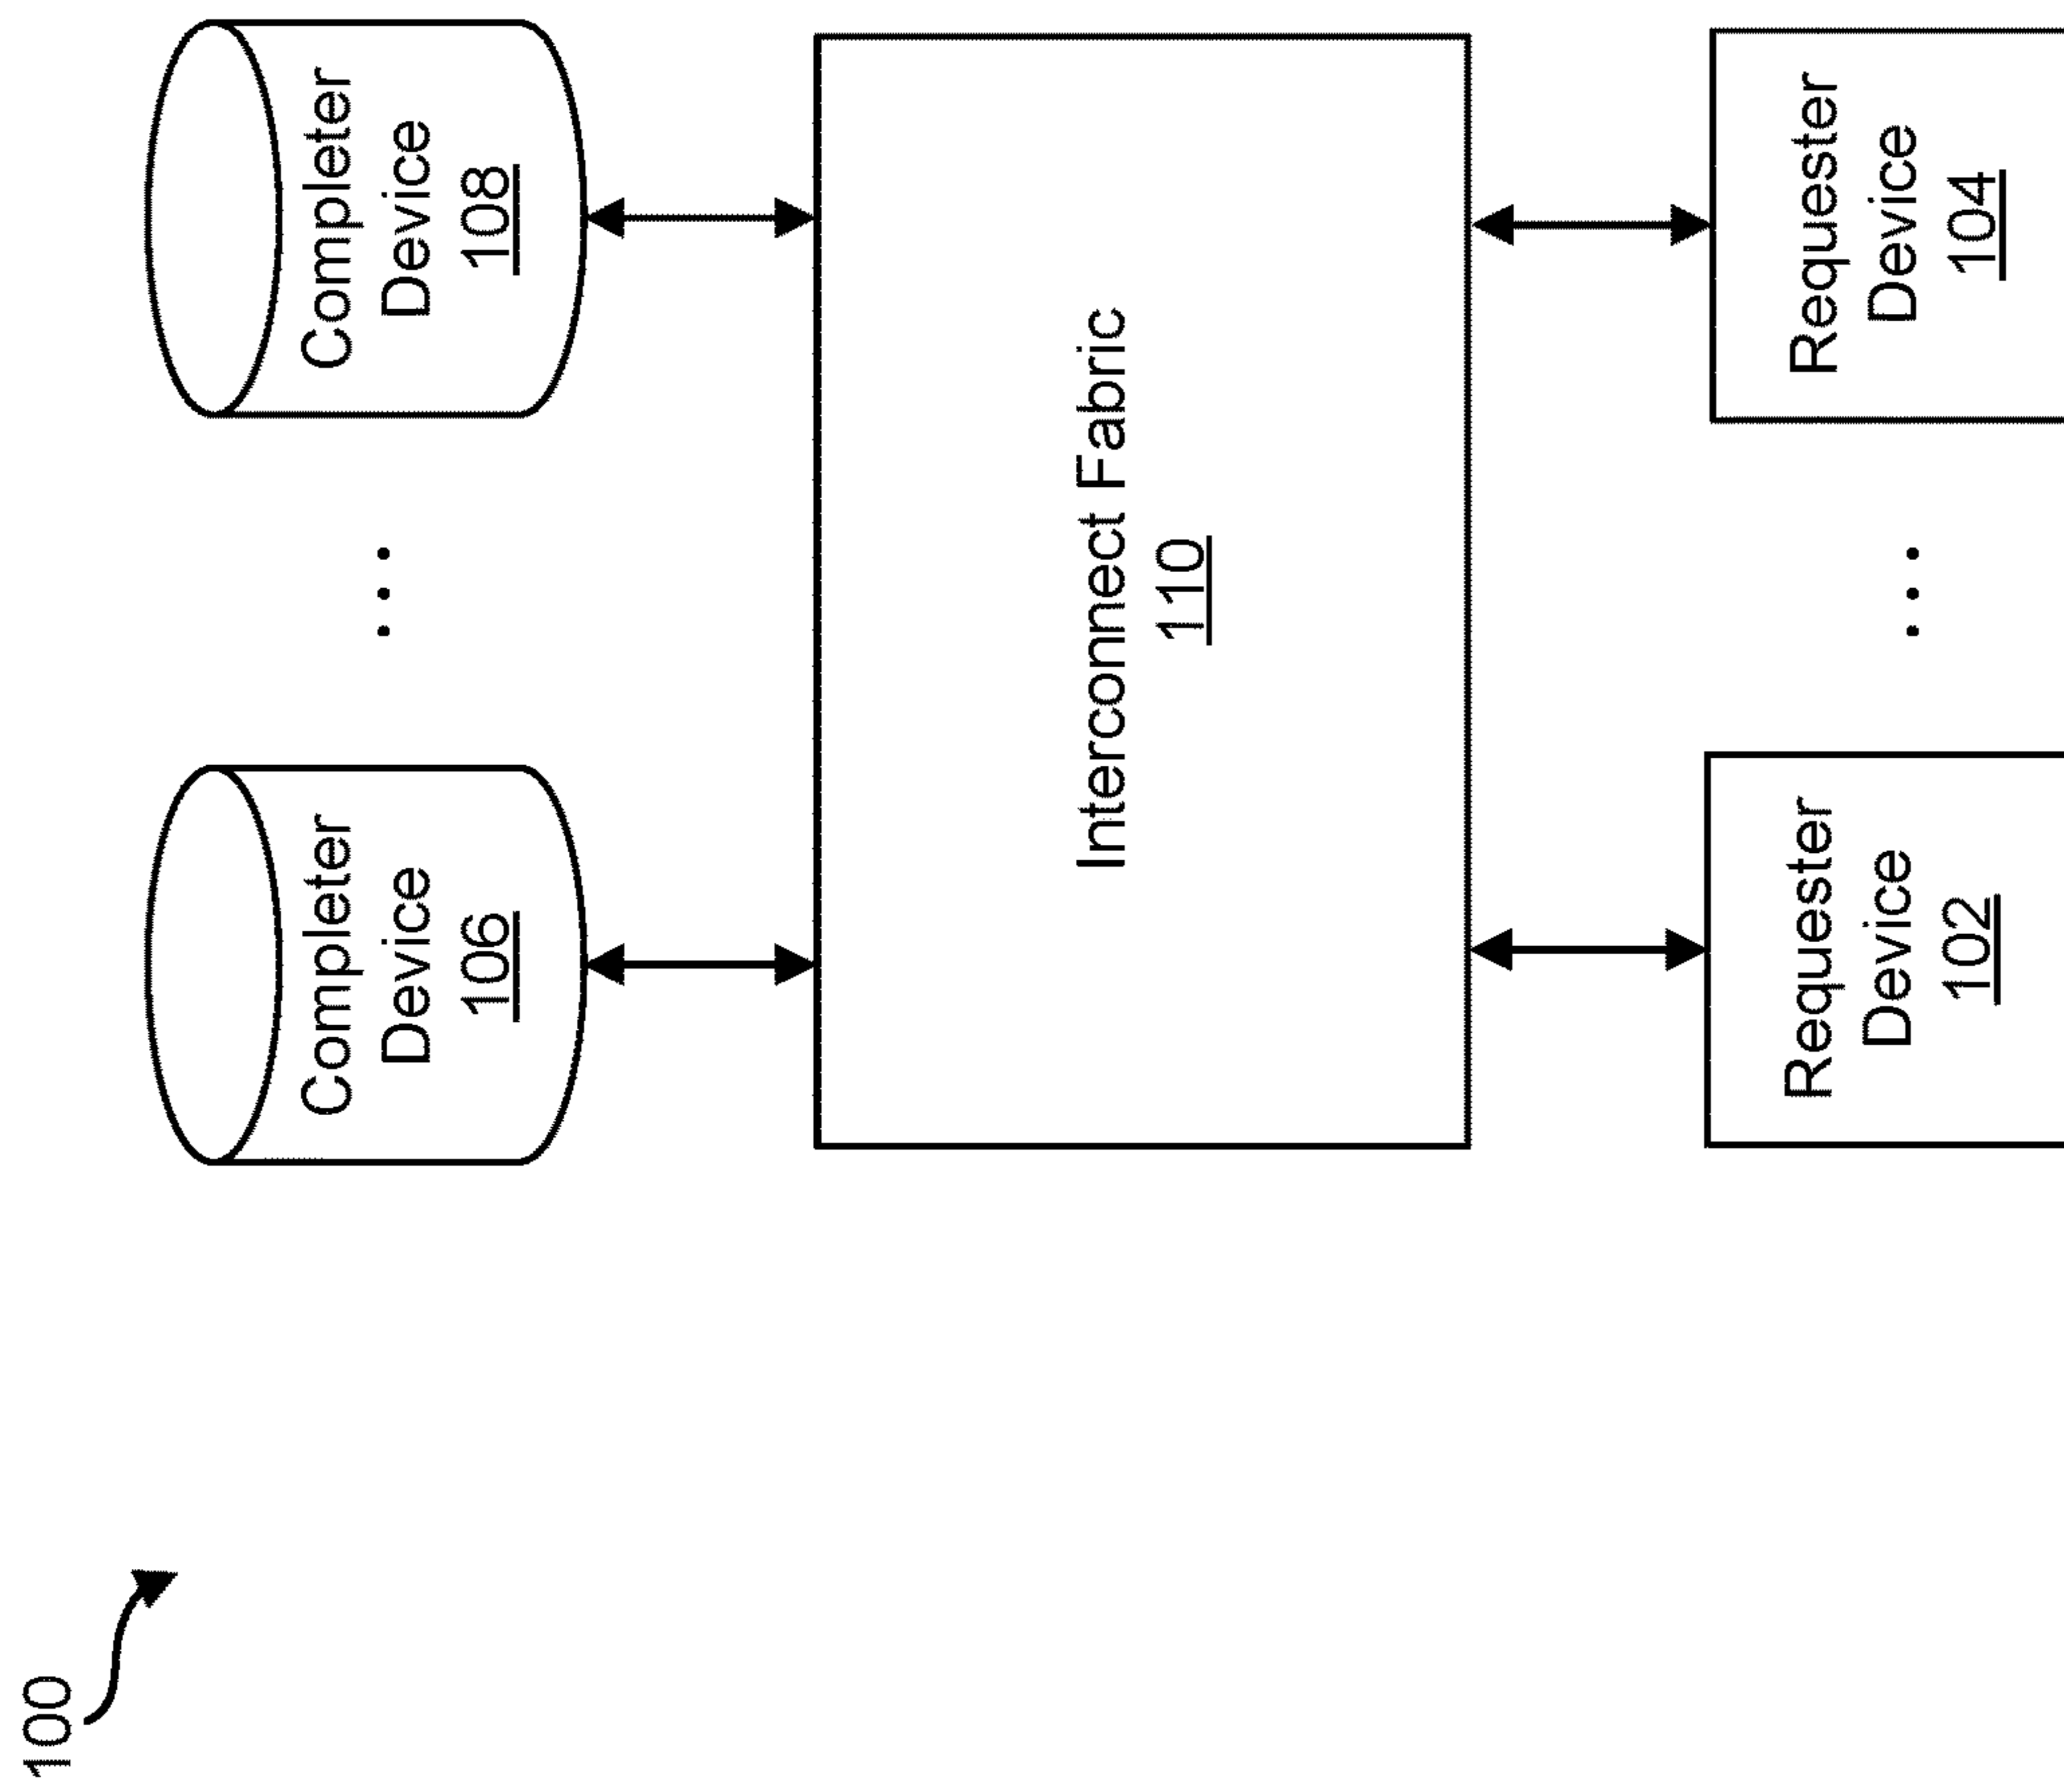 100
Completer
Device
106
. . .
Completer
Device
108
Interconnect Fabric
110
Requester
Device
102
. . .
Requester
Device
104